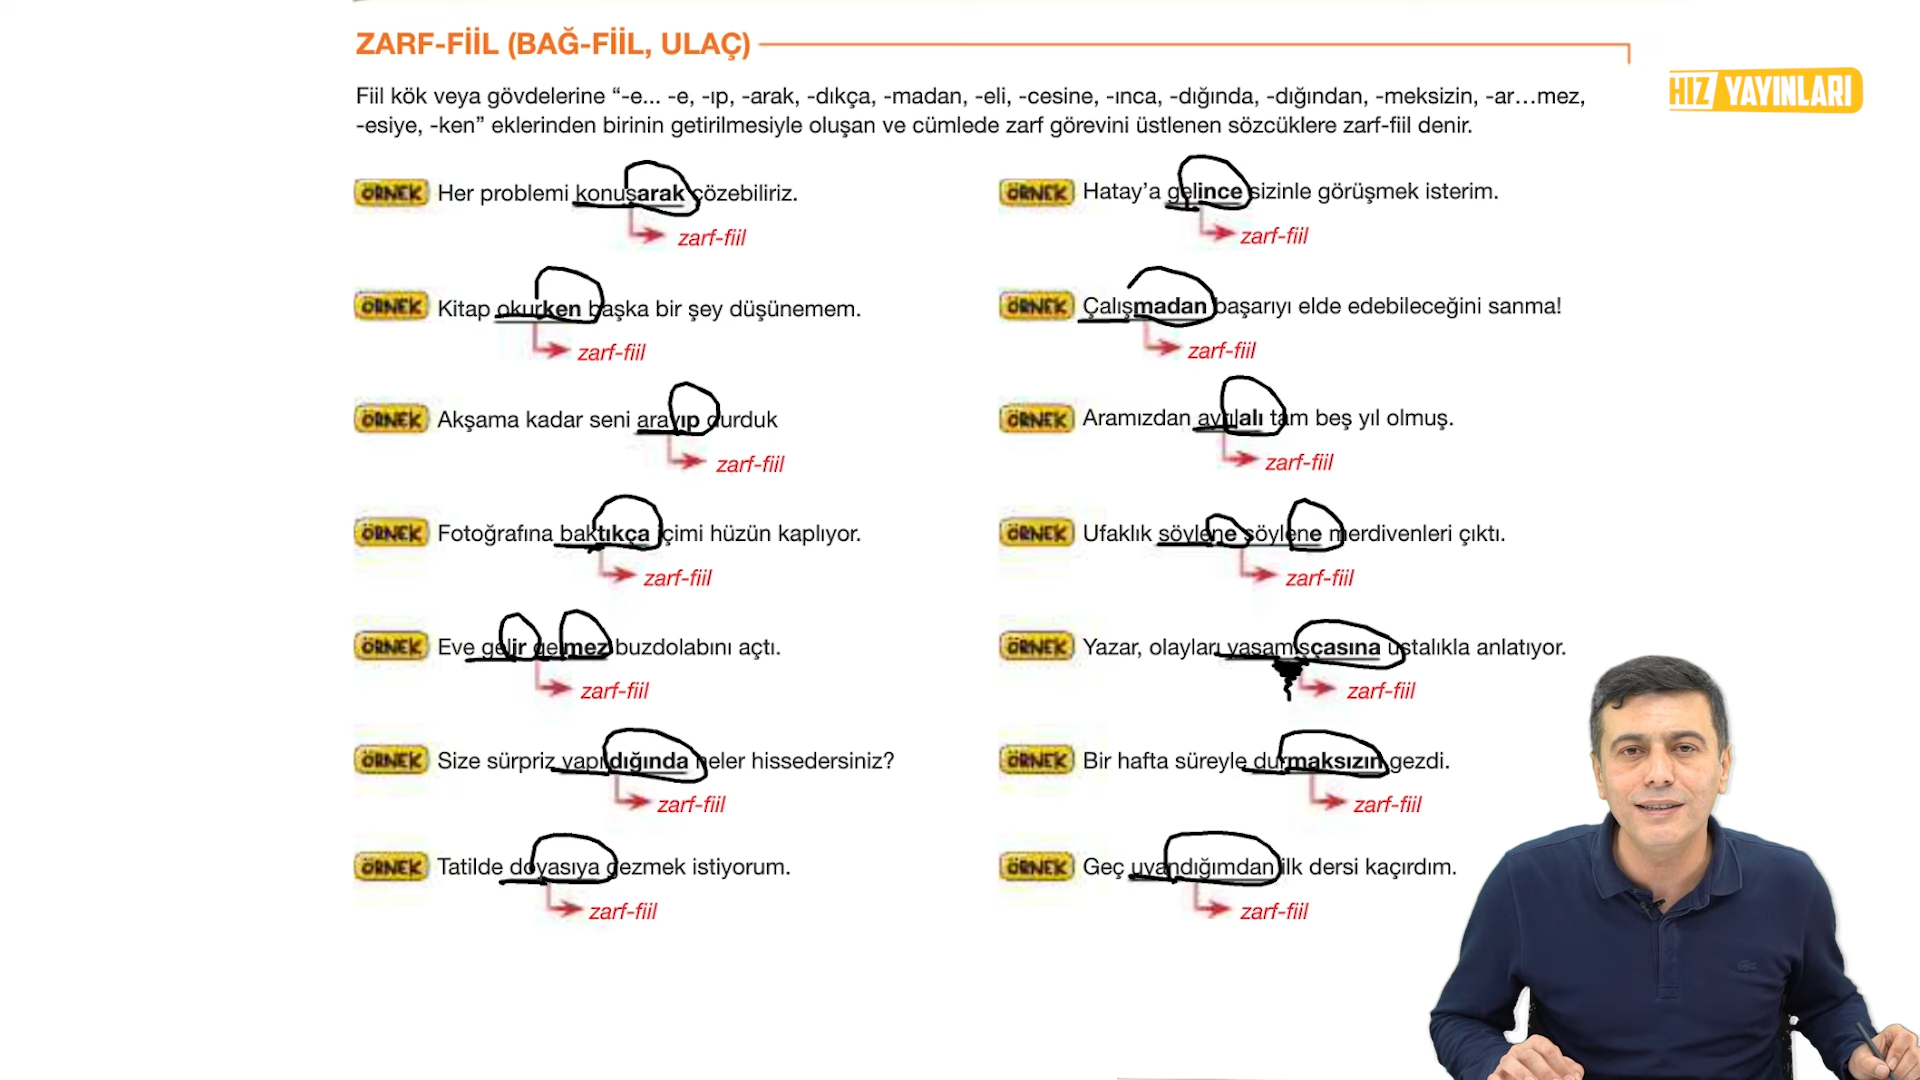 ZARF-FİİL (BAĞ-FİİL, ULAÇ)
HIZ YAYINLARI
Fiil kök veya gövdelerine “-e... -e, -ıp, -arak, -dıkça, -madan, -eli, -cesine, -ınca, -dığında, -dığından, -meksizin, -ar…mez,
-esiye, -ken” eklerinden birinin getirilmesiyle oluşan ve cümlede zarf görevini üstlenen sözcüklere zarf-fiil denir.
ÖRNEK Her problemi konuşarak çözebiliriz.
zarf-fiil
ÖRNEK Kitap okurken başka bir şey düşünemem.
zarf-fiil
ÖRNEK Akşama kadar seni arayıp durduk
zarf-fiil
ÖRNEK Fotoğrafına baktıkça içimi hüzün kaplıyor.
zarf-fiil
ÖRNEK Eve gelir gelmez buzdolabını açtı.
zarf-fiil
ÖRNEK Size sürpriz yapıldığında neler hissedersiniz?
zarf-fiil
ÖRNEK Tatilde doyasıya gezmek istiyorum.
zarf-fiil
ÖRNEK Hatay’a gelince sizinle görüşmek isterim.
zarf-fiil
ÖRNEK Çalışmadan başarıyı elde edebileceğini sanma!
zarf-fiil
ÖRNEK Aramızdan ayrılalı tam beş yıl olmuş.
zarf-fiil
ÖRNEK Ufaklık söylene söylene merdivenleri çıktı.
zarf-fiil
ÖRNEK Yazar, olayları yaşamışçasına ustalıkla anlatıyor.
zarf-fiil
ÖRNEK Bir hafta süreyle durmaksızın gezdi.
zarf-fiil
ÖRNEK Geç uyandığımdan ilk dersi kaçırdım.
zarf-fiil